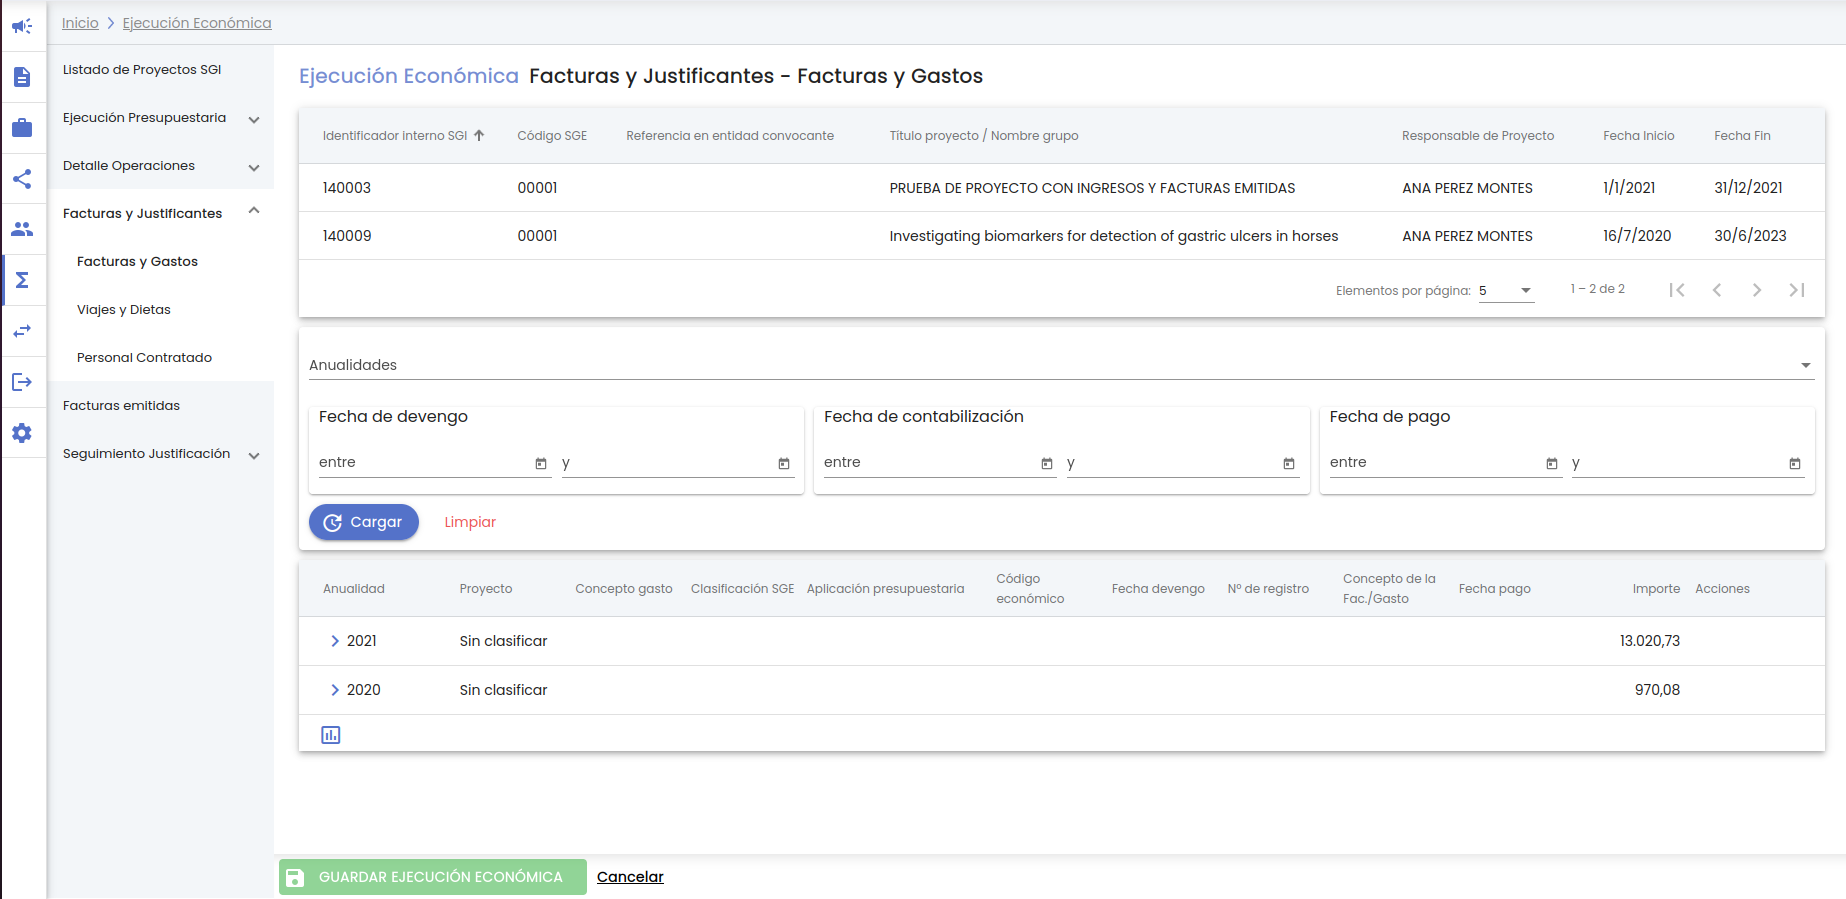 Inicio > Ejecución Económica
Listado de Proyectos SGI
Ejecución Presupuestaria
Detalle Operaciones
Facturas y Justificantes
Facturas y Gastos
Viajes y Dietas
Personal Contratado
Facturas emitidas
Seguimiento Justificación
Ejecución Económica Facturas y Justificantes - Facturas y Gastos
Identificador interno SGI Código SGE Referencia en entidad convocante Título proyecto / Nombre grupo Responsable de Proyecto Fecha Inicio Fecha Fin
140003 00001 PRUEBA DE PROYECTO CON INGRESOS Y FACTURAS EMITIDAS ANA PEREZ MONTES 1/1/2021 31/12/2021
140009 00001 Investigating biomarkers for detection of gastric ulcers in horses ANA PEREZ MONTES 16/7/2020 30/6/2023
Elementos por página: 5 1 – 2 de 2
Anualidades
Fecha de devengo Fecha de contabilización Fecha de pago
entre y entre y entre y
Cargar Limpiar
Anualidad Proyecto Concepto gasto Clasificación SGE Aplicación presupuestaria Código económico Fecha devengo Nº de registro Concepto de la Fac./Gasto Fecha pago Importe Acciones
2021 Sin clasificar 13.020,73
2020 Sin clasificar 970,08
GUARDAR EJECUCIÓN ECONÓMICA Cancelar